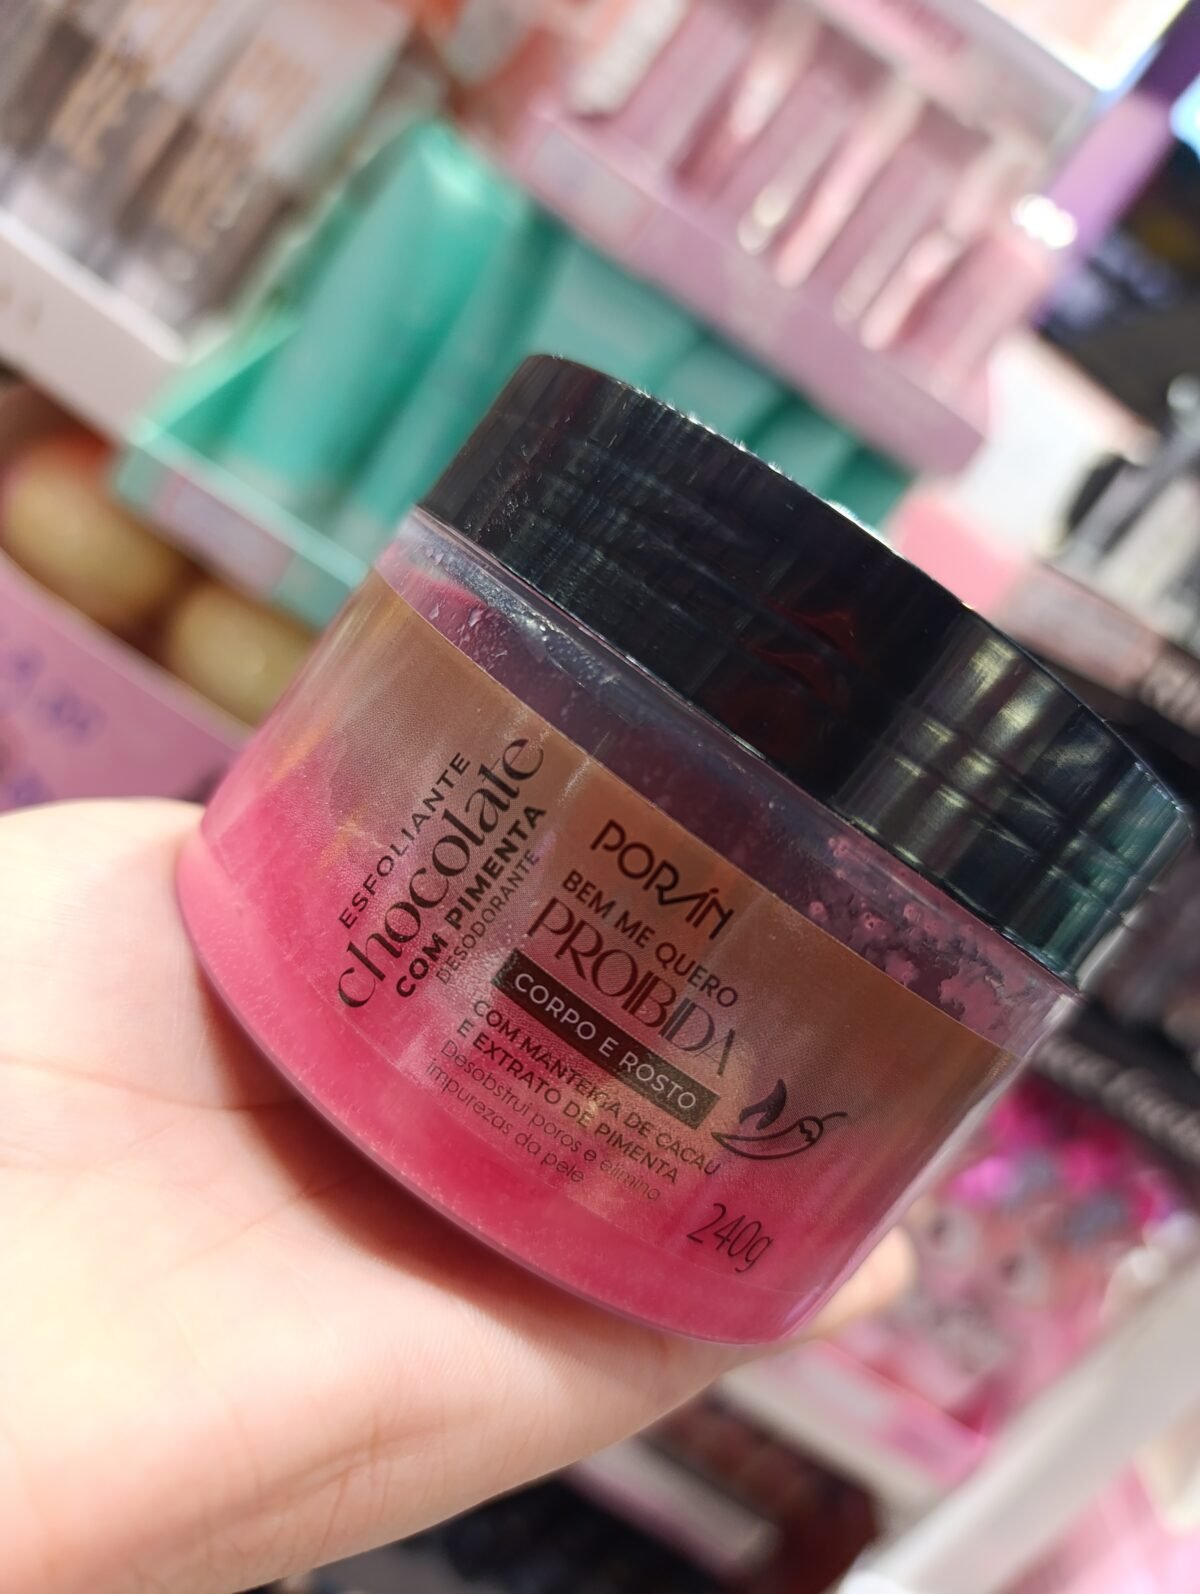 ESFOLIANTE
chocolate
COM PIMENTA
DESODORANTE
PORÁN
BEM ME QUERO
PROIBIDA
CORPO E ROSTO
COM MANTEIGA DE CACAU
E EXTRATO DE PIMENTA
Desobstrui poros e elimina
impurezas da pele
240g